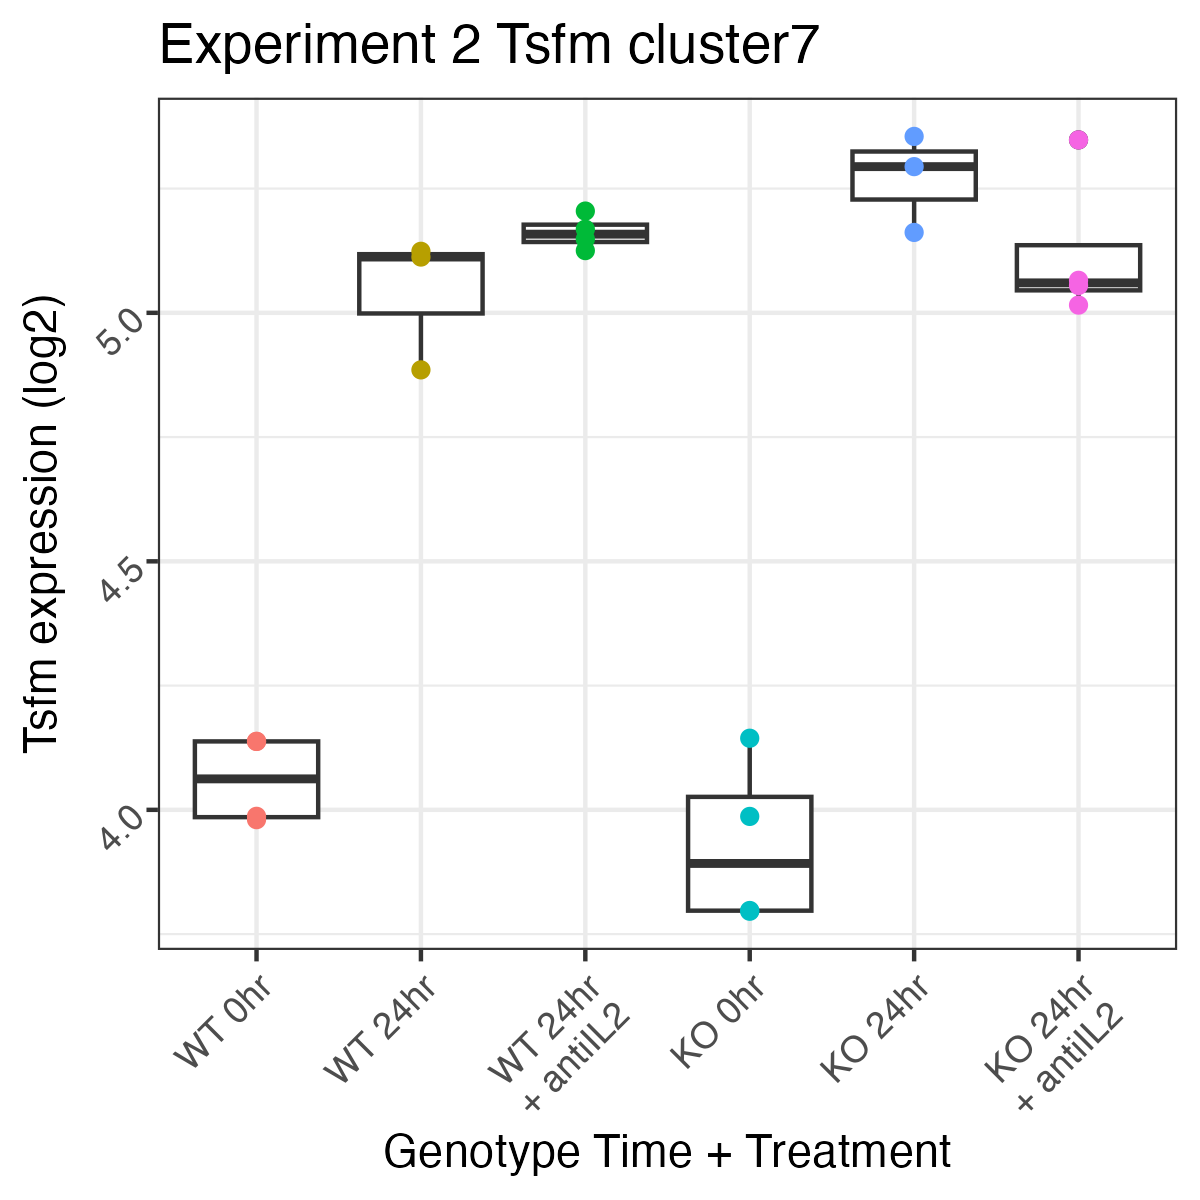 Experiment 2 Tsfm cluster7
Tsfm expression (log2)
5.0
4.5
4.0
WT 0hr
WT 24hr
WT 24hr
+ antiIL2
KO 0hr
KO 24hr
KO 24hr
+ antiIL2
Genotype Time + Treatment